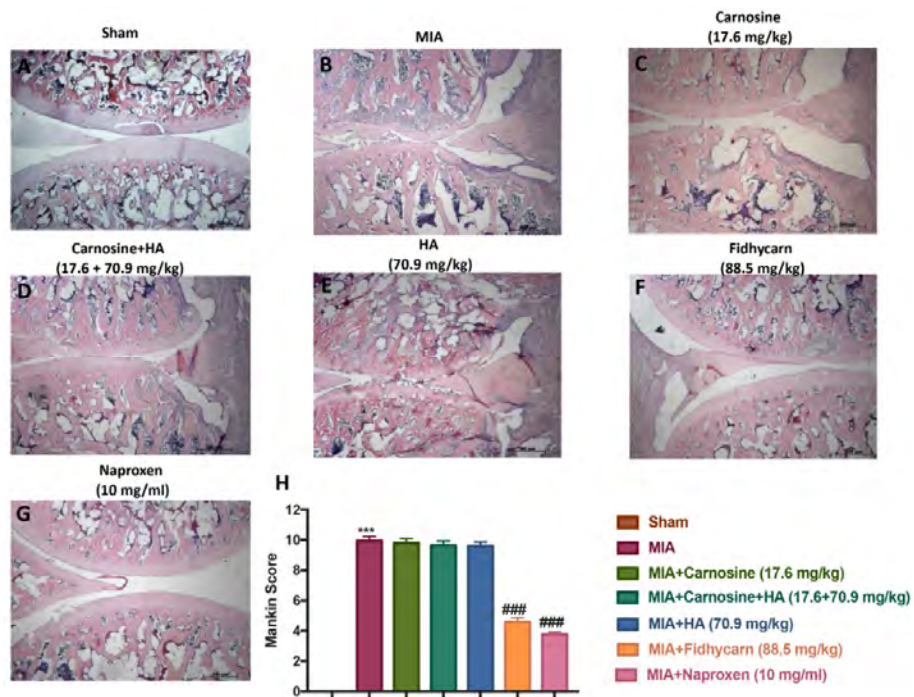 Sham
MIA
Carnosine
(17.6 mg/kg)
A
B
C
Carnosine+HA
(17.6 + 70.9 mg/kg)
HA
(70.9 mg/kg)
Fidhycarn
(88.5 mg/kg)
D
E
F
Naproxen
(10 mg/ml)
G
H
Mankin Score
12
10
8
6
4
2
0
***
###
###
Sham
MIA
MIA+Carnosine (17.6 mg/kg)
MIA+Carnosine+HA (17.6+70.9 mg/kg)
MIA+HA (70.9 mg/kg)
MIA+Fidhycarn (88.5 mg/kg)
MIA+Naproxen (10 mg/ml)